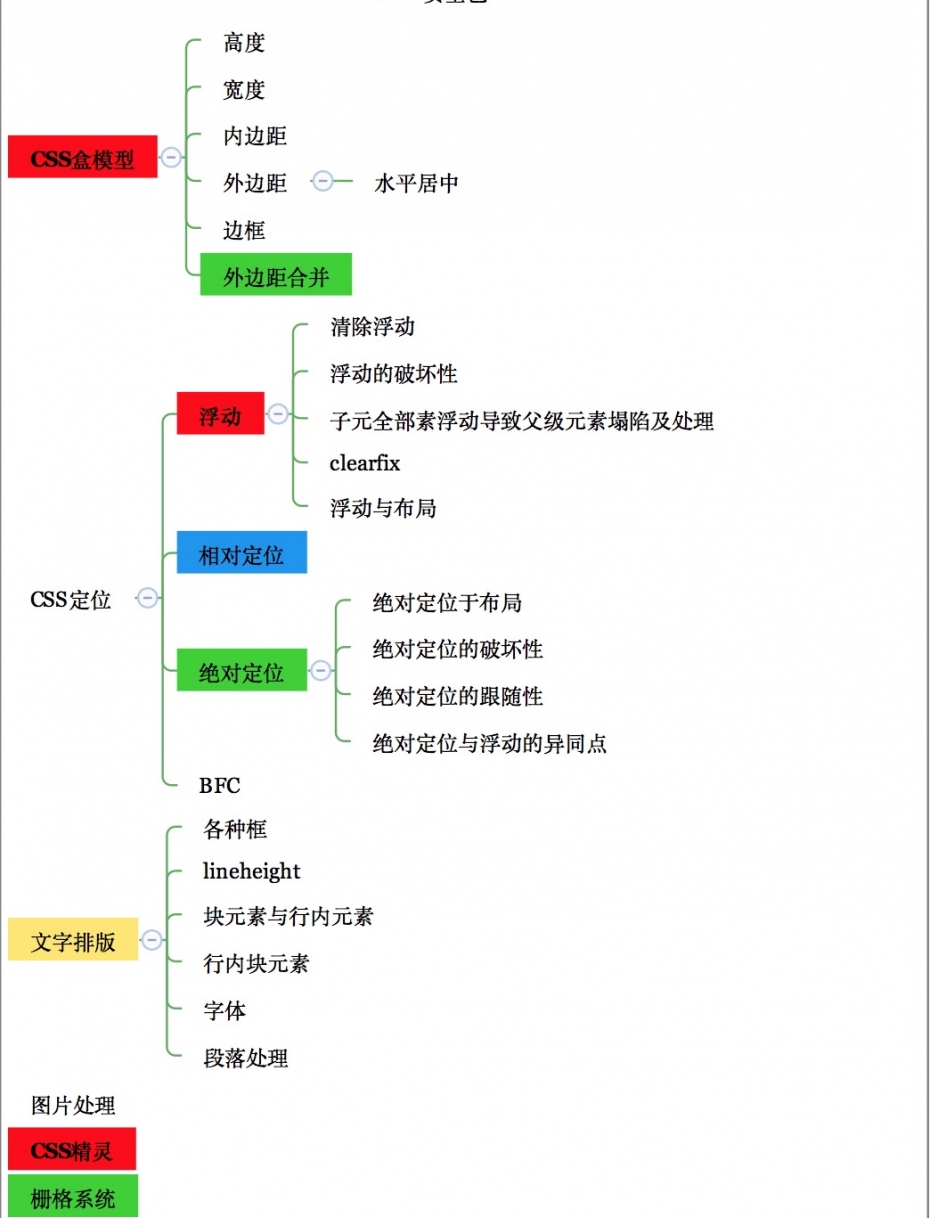 CSS盒模型
高度
宽度
内边距
外边距
水平居中
边框
外边距合并
CSS定位
浮动
清除浮动
浮动的破坏性
子元全部素浮动导致父级元素塌陷及处理
clearfix
浮动与布局
相对定位
绝对定位
绝对定位于布局
绝对定位的破坏性
绝对定位的跟随性
绝对定位与浮动的异同点
BFC
文字排版
各种框
lineheight
块元素与行内元素
行内块元素
字体
段落处理
图片处理
CSS精灵
栅格系统